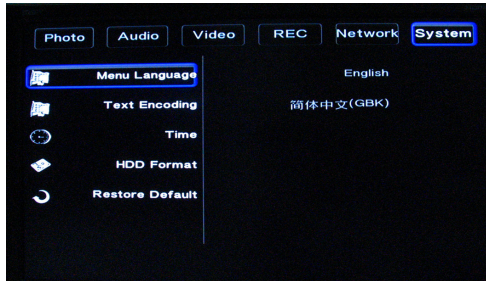 Photo Audio Video REC Network System
Menu Language English
Text Encoding 简体中文(GBK)
Time
HDD Format
Restore Default